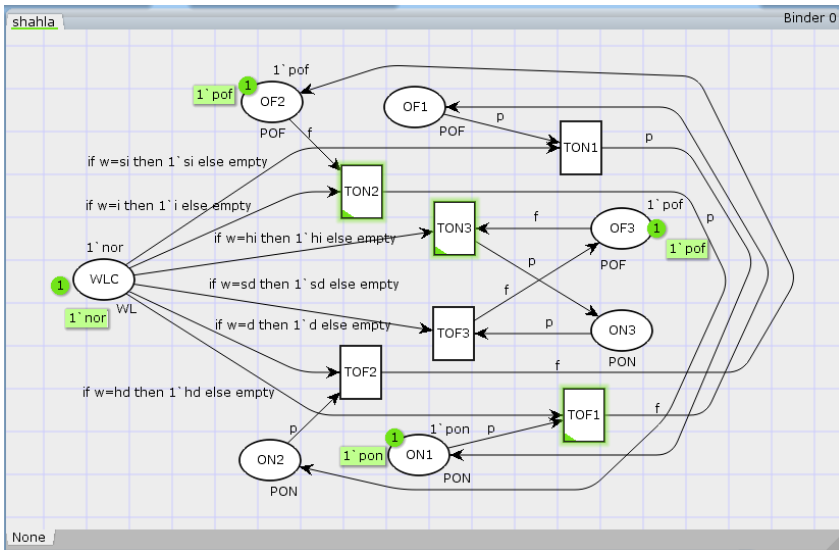 shahla
Binder 0
1`pof
1
1`pof
OF2
POF
f
OF1
POF
p
TON1
p
if w=si then 1`si else empty
TON2
if w=i then 1`i else empty
p
1`nor
if w=hi then 1`hi else empty
TON3
f
1`pof
OF3
1
1`pof
POF
p
1
WLC
1`nor
WL
if w=sd then 1`sd else empty
f
if w=d then 1`d else empty
TOF3
p
ON3
PON
TOF2
f
if w=hd then 1`hd else empty
TOF1
f
p
1`pon
p
1
1`pon
ON1
PON
ON2
PON
None